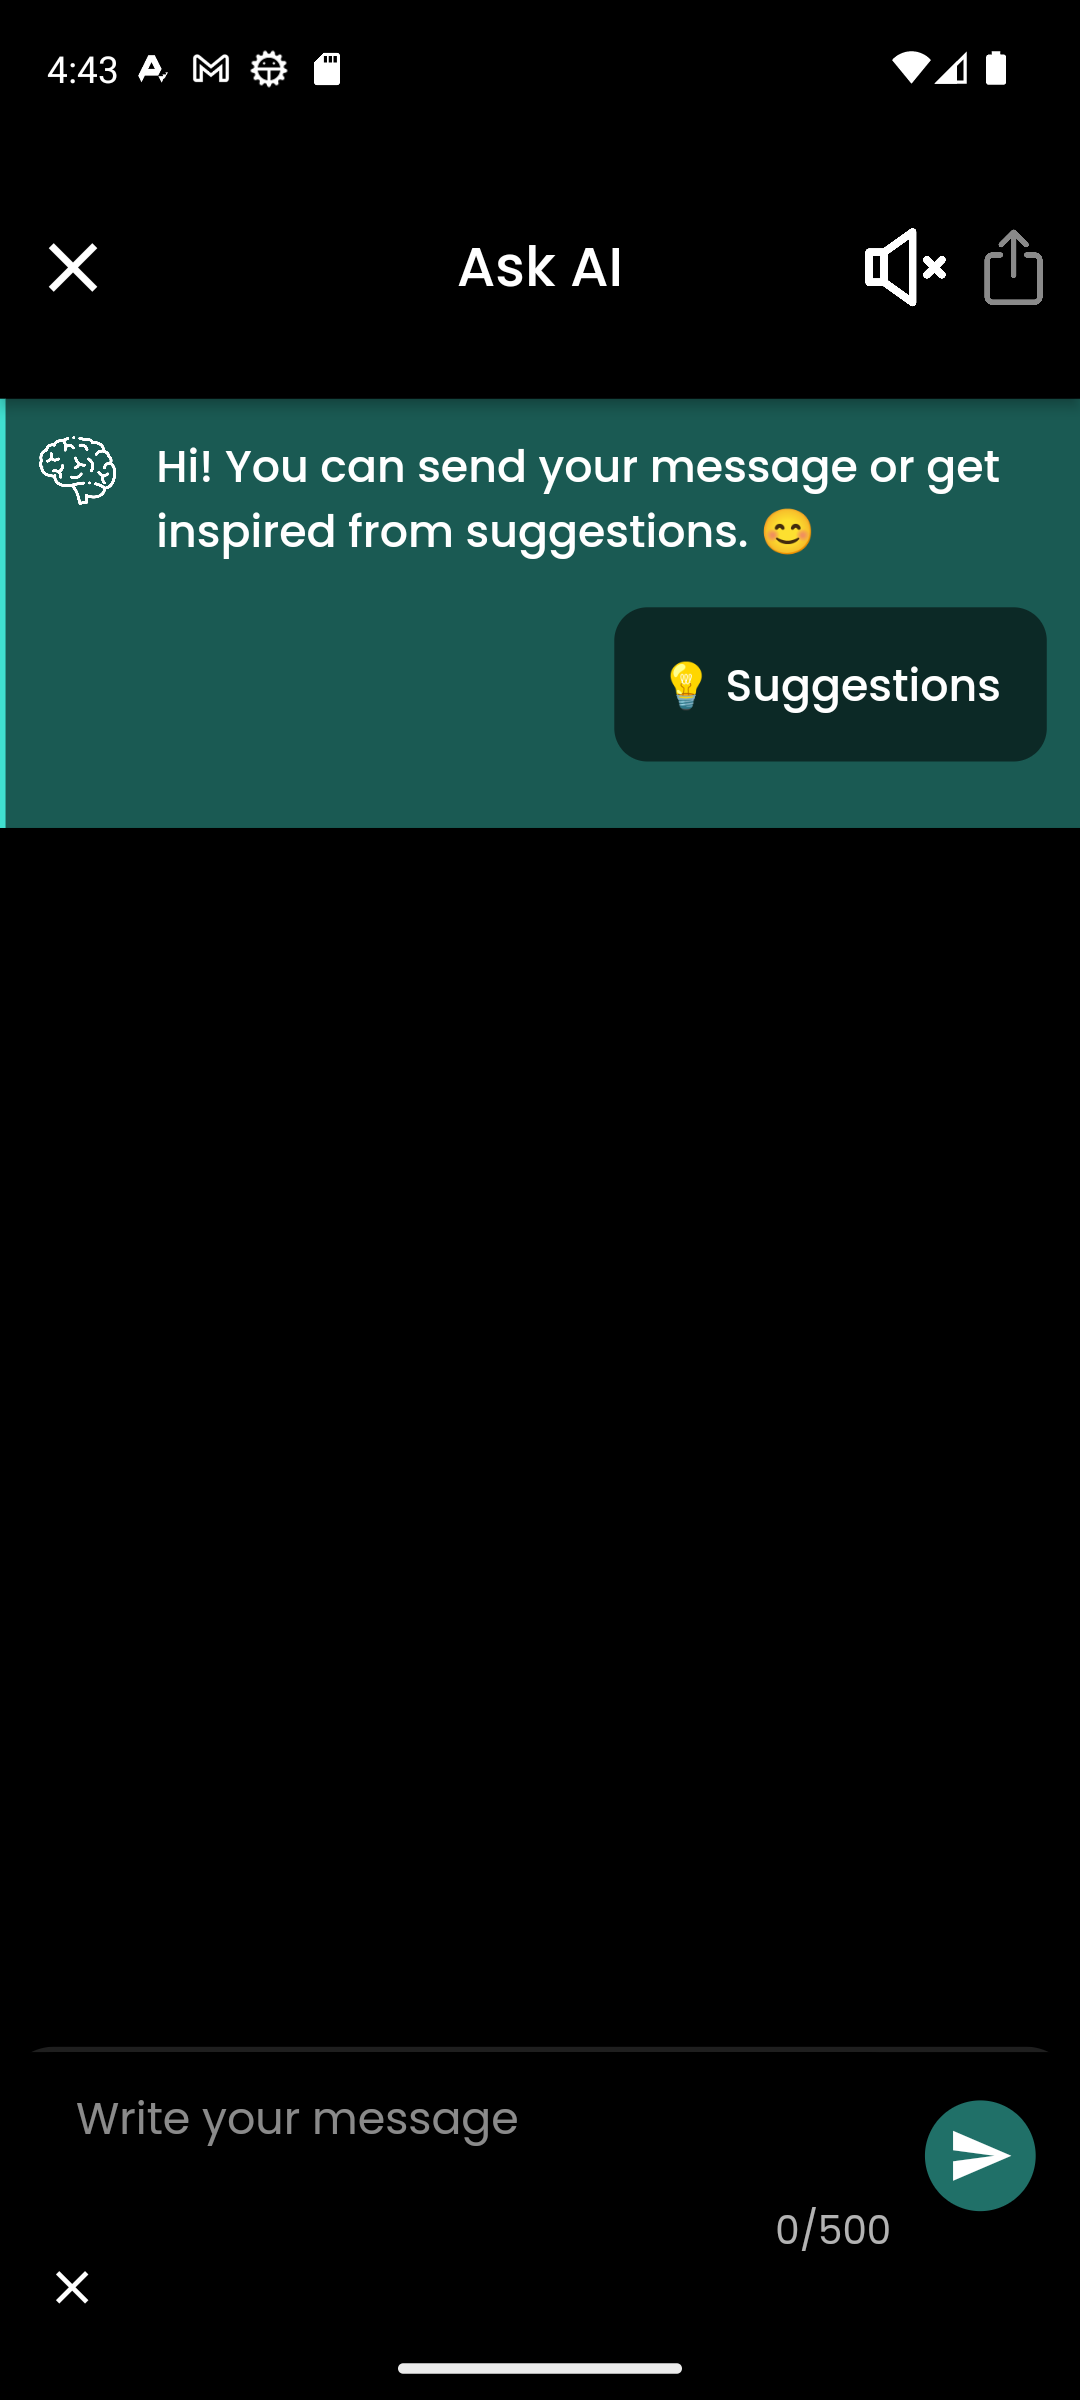 4:43
Ask AI
Hi! You can send your message or get
inspired from suggestions. 😊
💡 Suggestions
Write your message
0/500